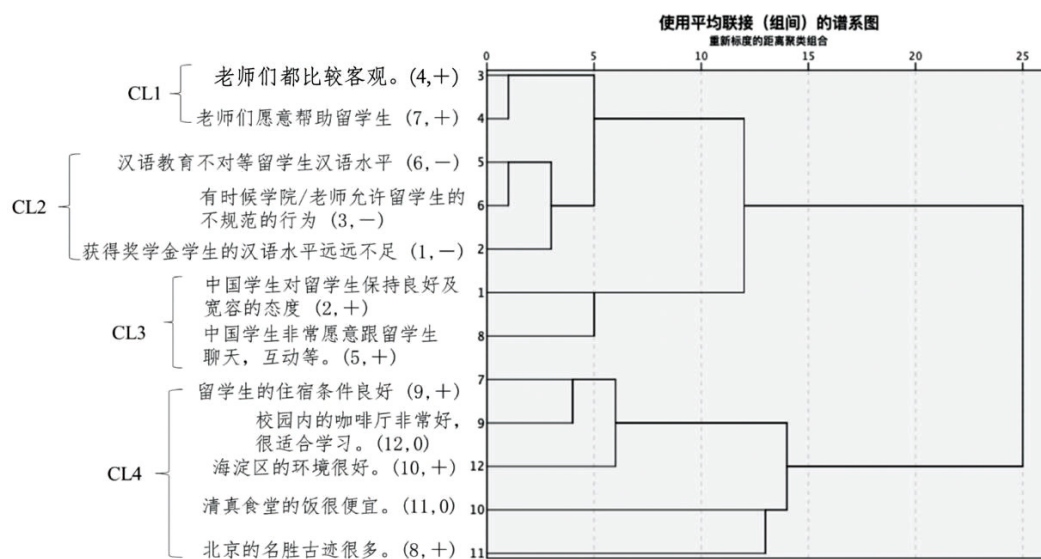 使用平均联接（组间）的谱系图
重新标度的距离聚类组合
0 5 10 15 20 25
CL1
老师们都比较客观。(4,+) 3
老师们愿意帮助留学生 (7,+) 4
CL2
汉语教育不对等留学生汉语水平 (6,－) 5
有时候学院/老师允许留学生的
不规范的行为 (3,－) 6
获得奖学金学生的汉语水平远远不足 (1,－) 2
CL3
中国学生对留学生保持良好及
宽容的态度 (2,+) 1
中国学生非常愿意跟留学生
聊天，互动等。(5,+) 8
CL4
留学生的住宿条件良好 (9,+) 7
校园内的咖啡厅非常好，
很适合学习。(12,0) 9
海淀区的环境很好。(10,+) 12
清真食堂的饭很便宜。(11,0) 10
北京的名胜古迹很多。(8,+) 11